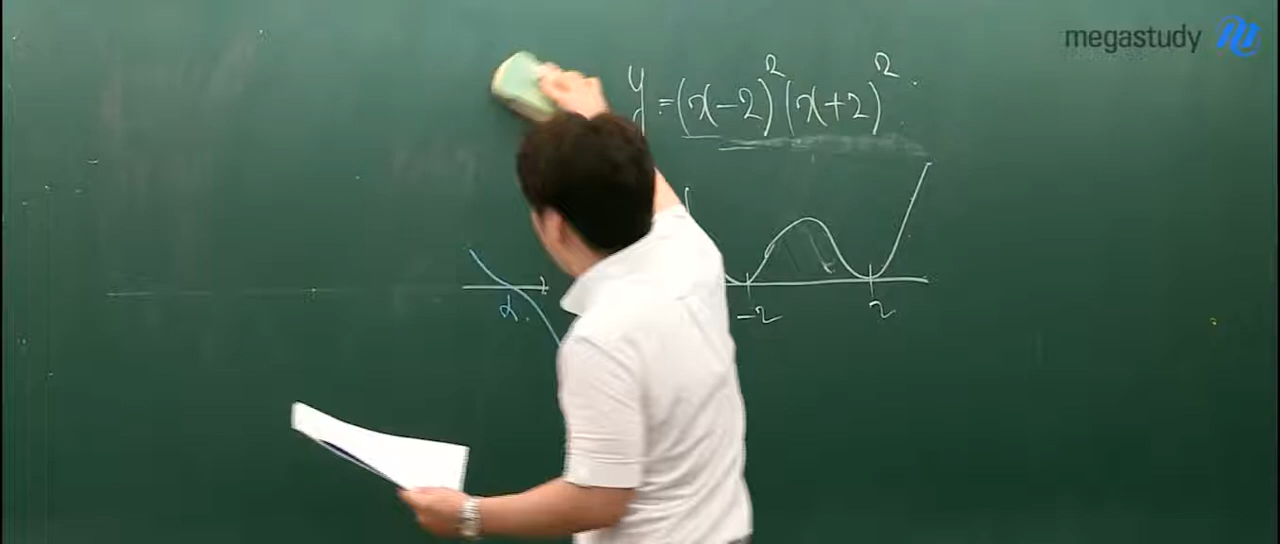 megastudy
y=(x-2)²(x+2)²
α
-2
2